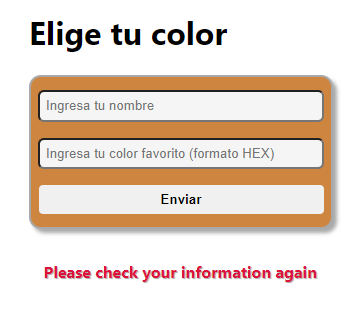 Elige tu color
Ingresa tu nombre
Ingresa tu color favorito (formato HEX)
Enviar
Please check your information again